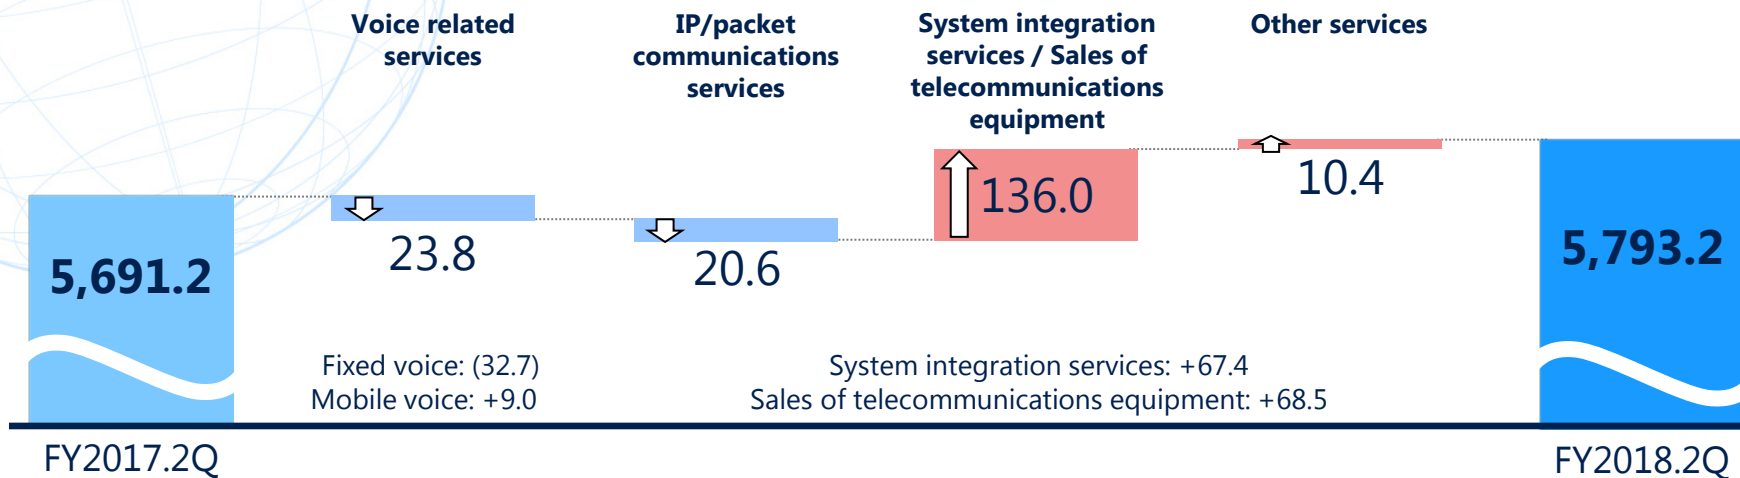 Voice related
services
IP/packet
communications
services
System integration
services / Sales of
telecommunications
equipment
Other services
5,691.2
23.8
20.6
136.0
10.4
5,793.2
Fixed voice: (32.7)
Mobile voice: +9.0
System integration services: +67.4
Sales of telecommunications equipment: +68.5
FY2017.2Q
FY2018.2Q